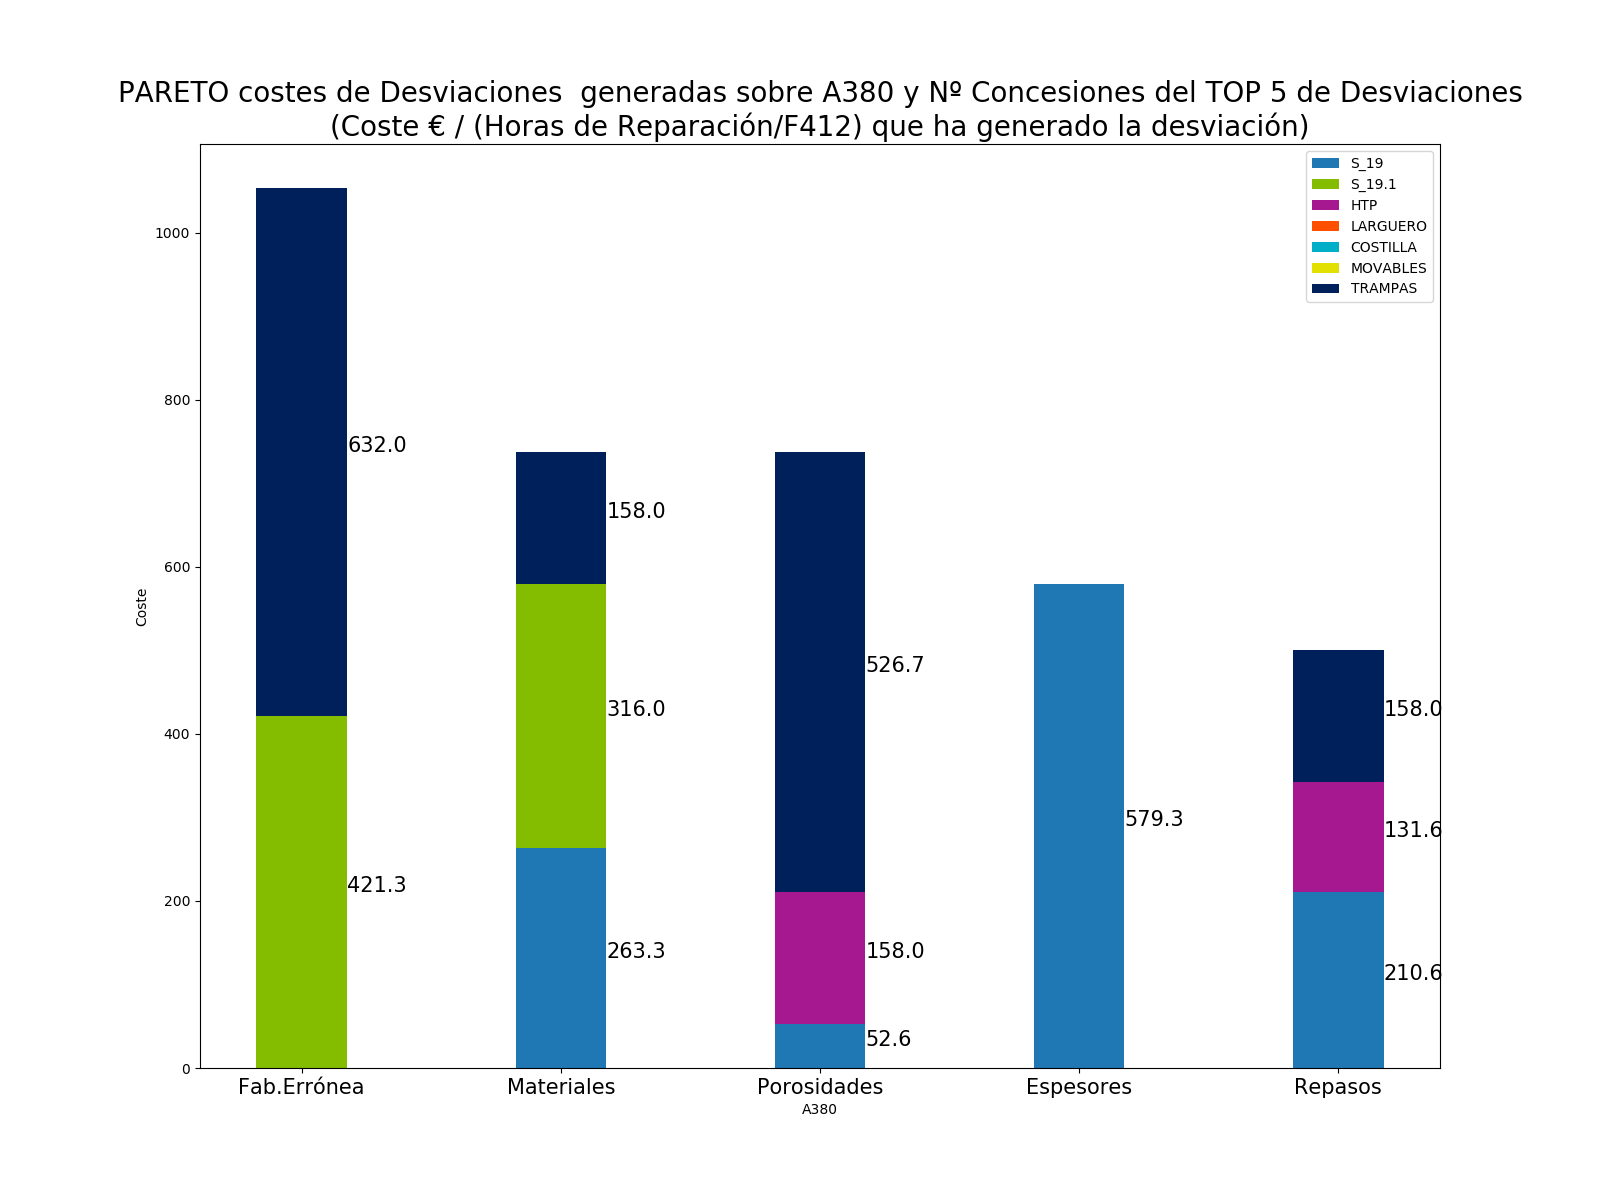 PARETO costes de Desviaciones  generadas sobre A380 y Nº Concesiones del TOP 5 de Desviaciones
(Coste € / (Horas de Reparación/F412) que ha generado la desviación)
S_19
S_19.1
HTP
LARGUERO
COSTILLA
MOVABLES
TRAMPAS
1000
800
600
400
200
0
Coste
632.0
421.3
158.0
316.0
263.3
526.7
158.0
52.6
579.3
158.0
131.6
210.6
Fab.Errónea
Materiales
Porosidades
Espesores
Repasos
A380